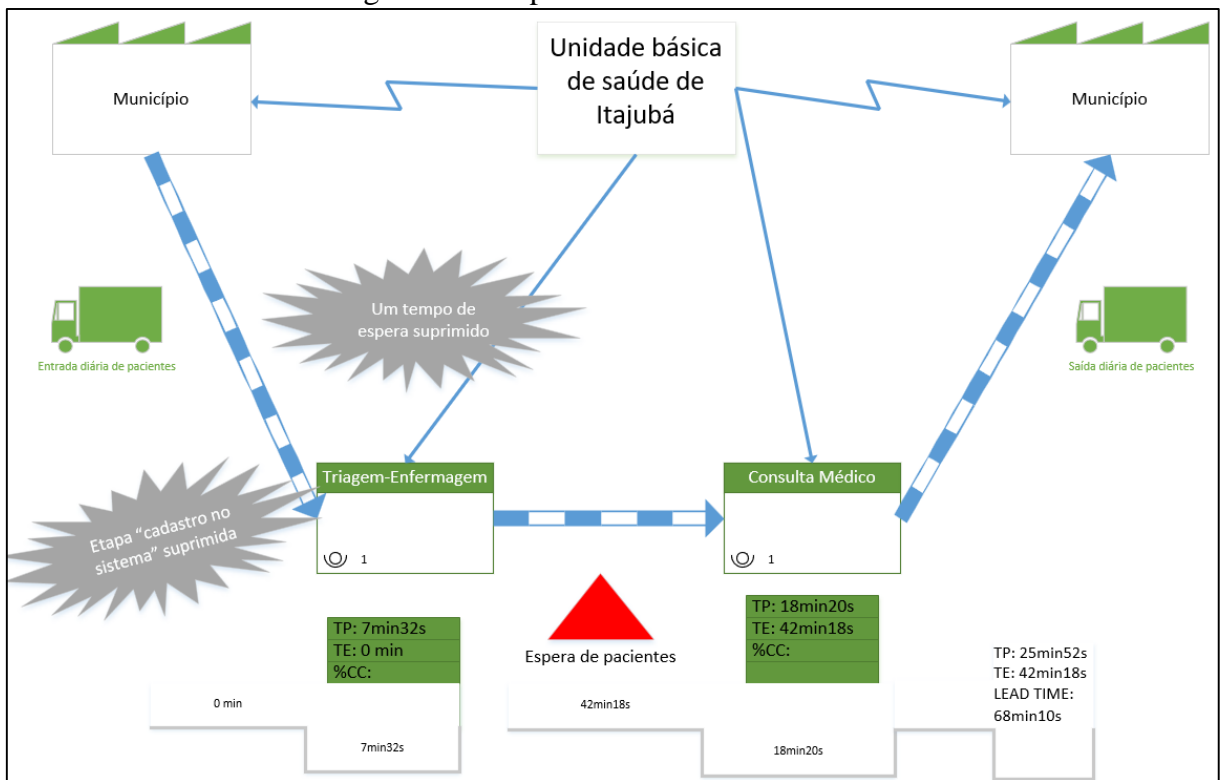 Unidade básica
de saúde de
Itajubá
Município
Município
Um tempo de
espera suprimido
Entrada diária de pacientes
Saída diária de pacientes
Triagem-Enfermagem
1
Consulta Médico
1
Etapa “cadastro no
sistema” suprimida
TP: 7min32s
TE: 0 min
%CC:
Espera de pacientes
TP: 18min20s
TE: 42min18s
%CC:
TP: 25min52s
TE: 42min18s
LEAD TIME:
68min10s
0 min
7min32s
42min18s
18min20s